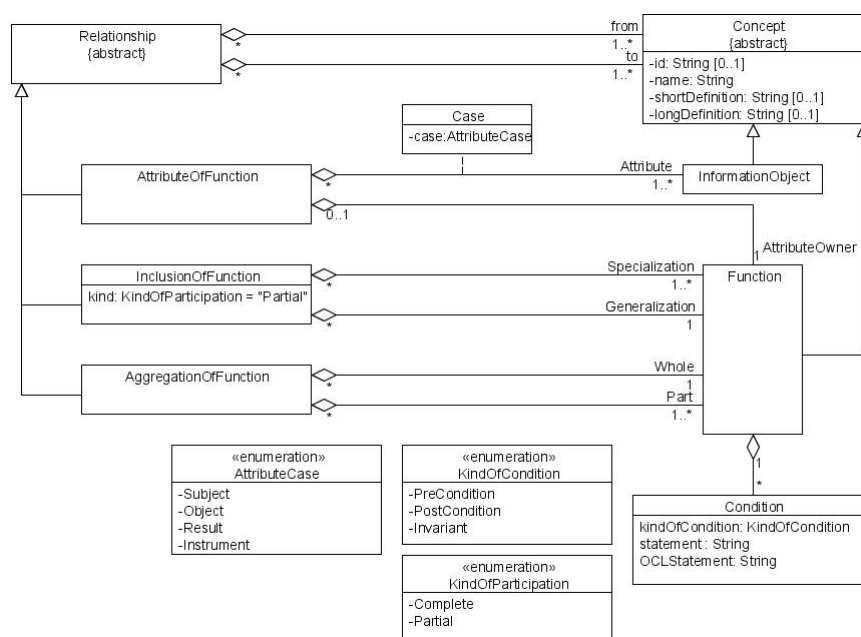 Relationship
{abstract}
*
*
from
1..*
to
1..*
Concept
{abstract}
-id: String [0..1]
-name: String
-shortDefinition: String [0..1]
-longDefinition: String [0..1]
Case
-case:AttributeCase
AttributeOfFunction
*
0..1
Attribute
1..*
InformationObject
AttributeOwner
1
InclusionOfFunction
kind: KindOfParticipation = "Partial"
*
*
Specialization
1..*
Generalization
1
Function
AggregationOfFunction
*
*
Whole
1
Part
1..*
1
*
«enumeration»
AttributeCase
-Subject
-Object
-Result
-Instrument
«enumeration»
KindOfCondition
-PreCondition
-PostCondition
-Invariant
Condition
kindOfCondition: KindOfCondition
statement : String
OCLStatement: String
«enumeration»
KindOfParticipation
-Complete
-Partial